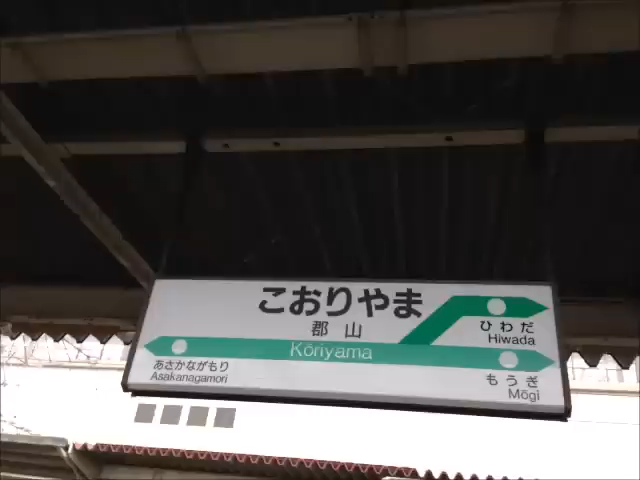 こおりやま
郡山
Kōriyama
ひわだ
Hiwada
あさかながもり
Asakanagamori
もうぎ
Mōgi